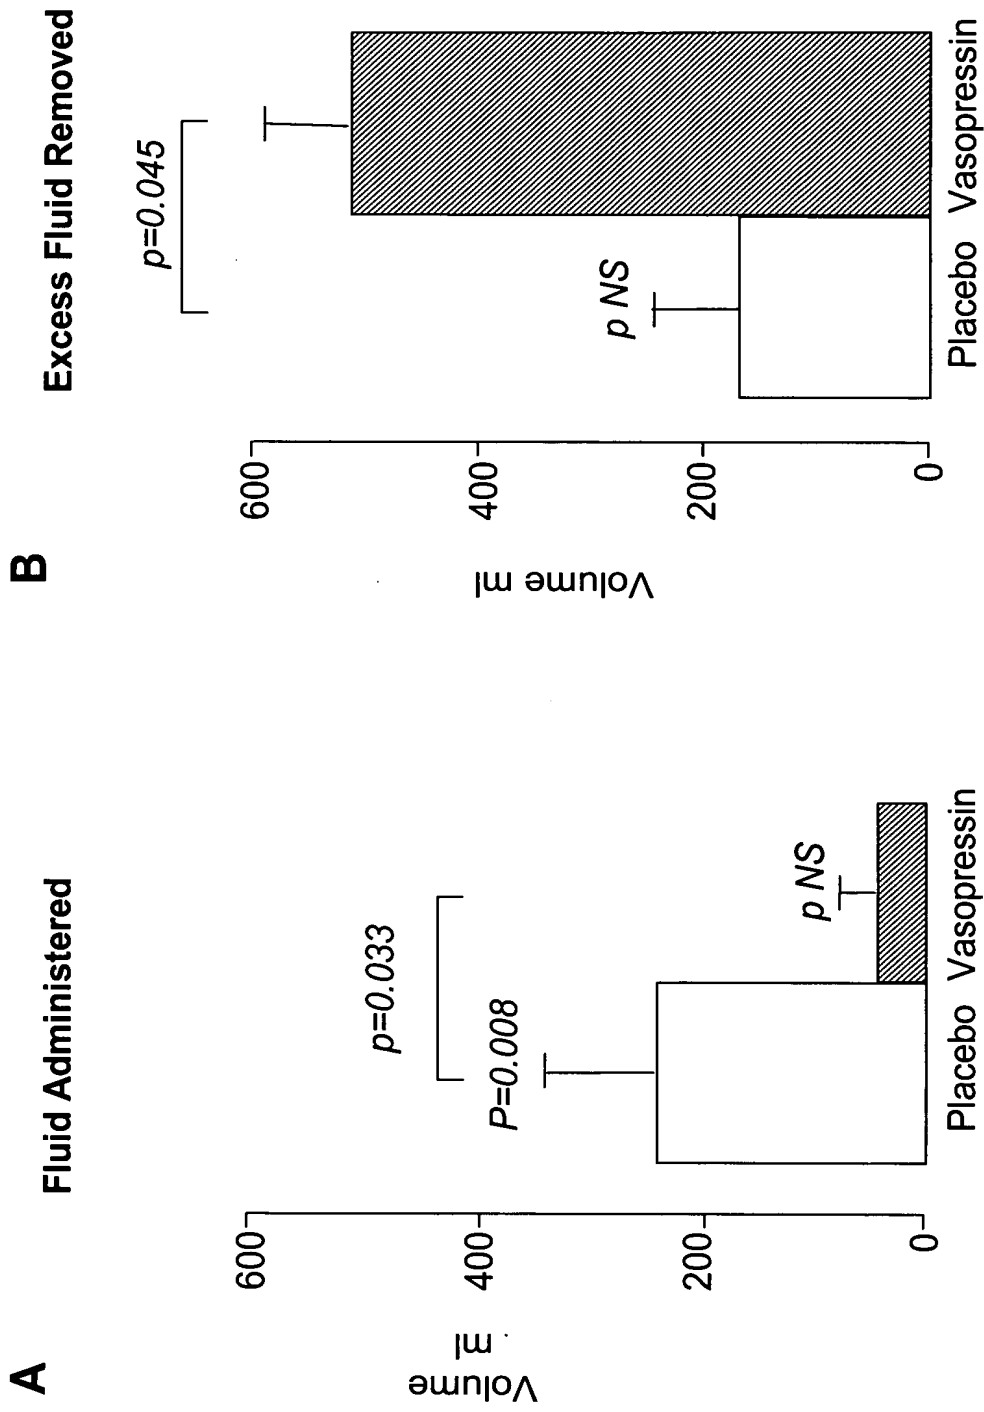 A
Fluid Administered
p=0.033
P=0.008
p NS
Volume
ml
600
400
200
0
Placebo Vasopressin
B
Excess Fluid Removed
p=0.045
p NS
Volume ml
600
400
200
0
Placebo Vasopressin